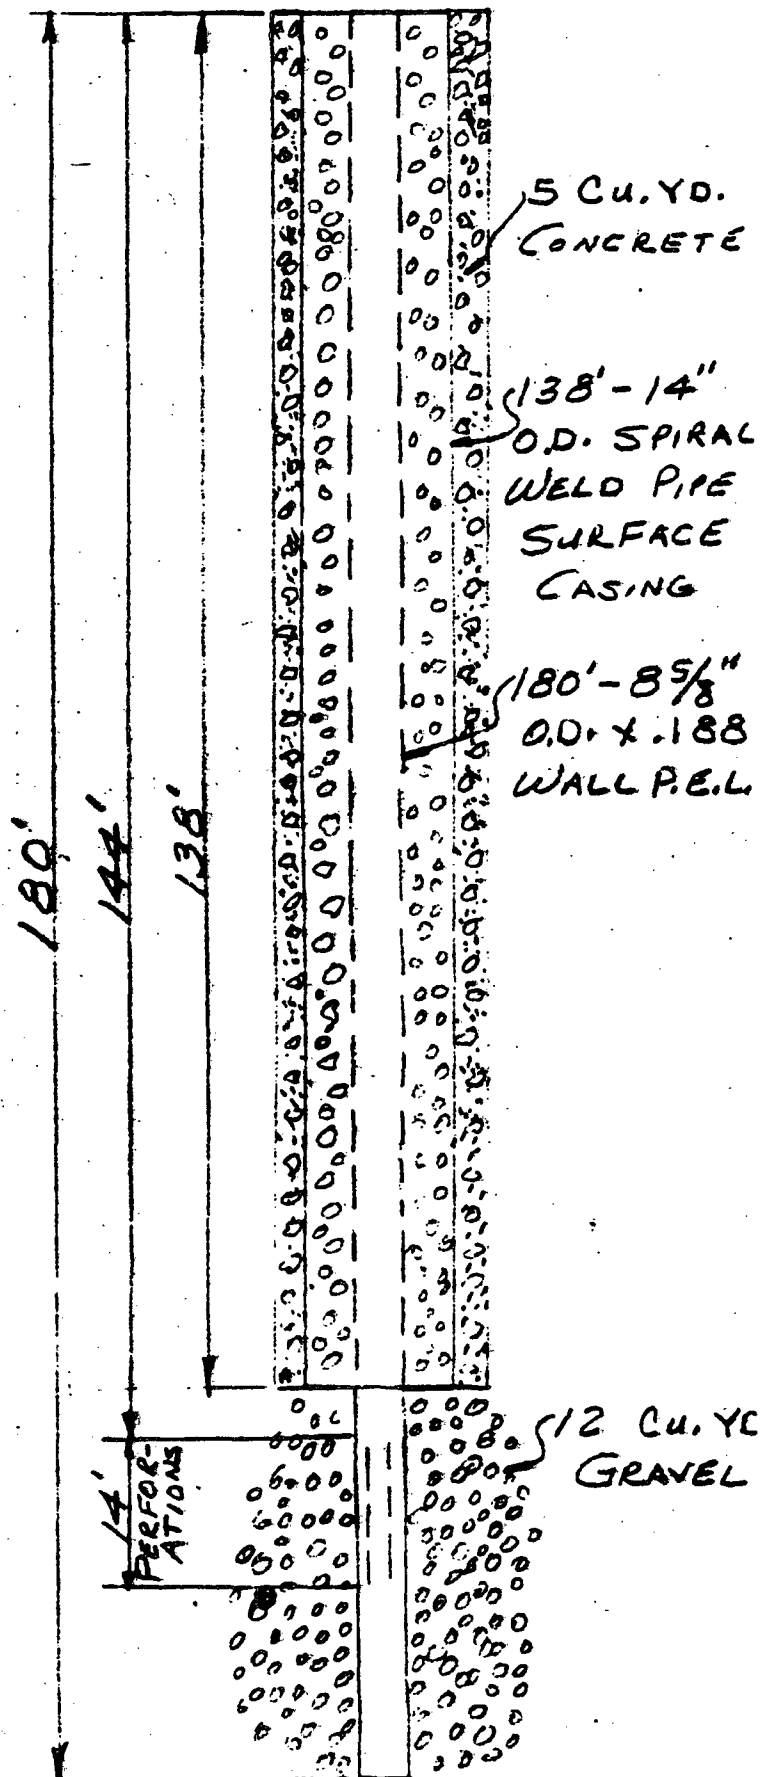 5 CU. YD.
CONCRETE
138' - 14"
O.D. SPIRAL
WELD PIPE
SURFACE
CASING
180' - 8 5/8"
O.D. X .188
WALL P.E.L.
180'
144'
138'
12 CU. YD
GRAVEL
14'
PERFOR-
ATIONS